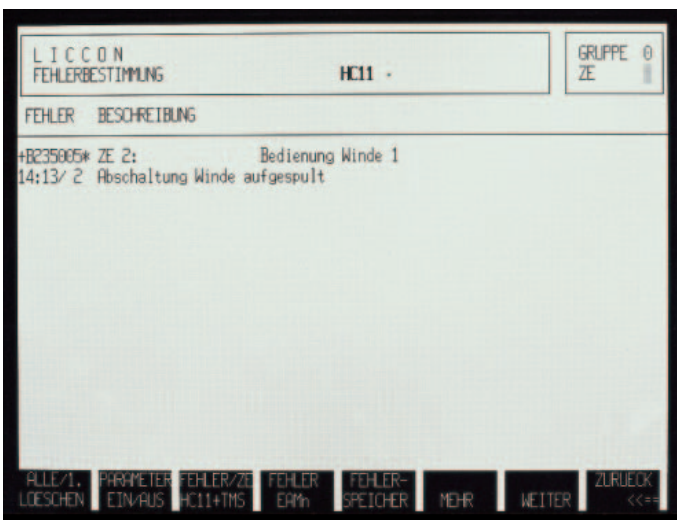 LICCON
FEHLERBESTIMMUNG
HC11 -
GRUPPE 0
ZE
FEHLER BESCHREIBUNG
+B235005* ZE 2: Bedienung Winde 1
14:13/ 2 Abschaltung Winde aufgespult
ALLE/1. LOESCHEN
PARAMETER EIN/AUS
FEHLER/ZE HC11+TMS
FEHLER EAMn
FEHLER- SPEICHER
MEHR
WEITER
ZURUECK <<==